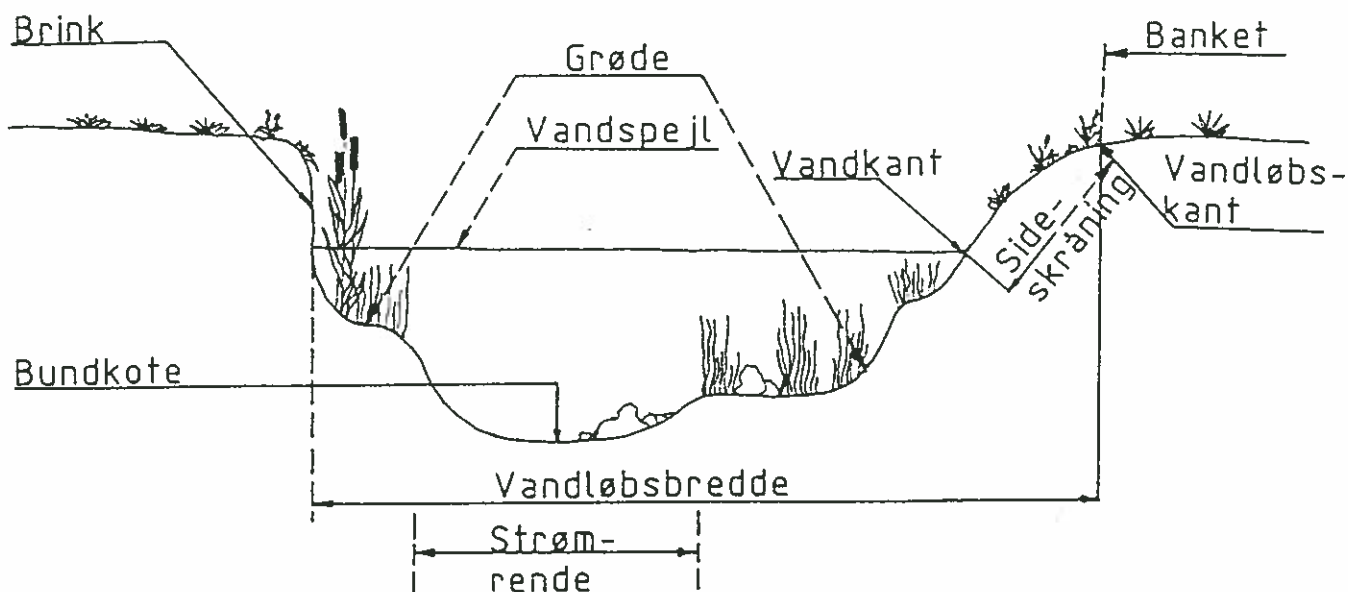 Brink
Grøde
Banket
Vandspejl
Vandkant
Vandløbs-
kant
Side-
skråning
Bundkote
Vandløbsbredde
Strøm-
rende